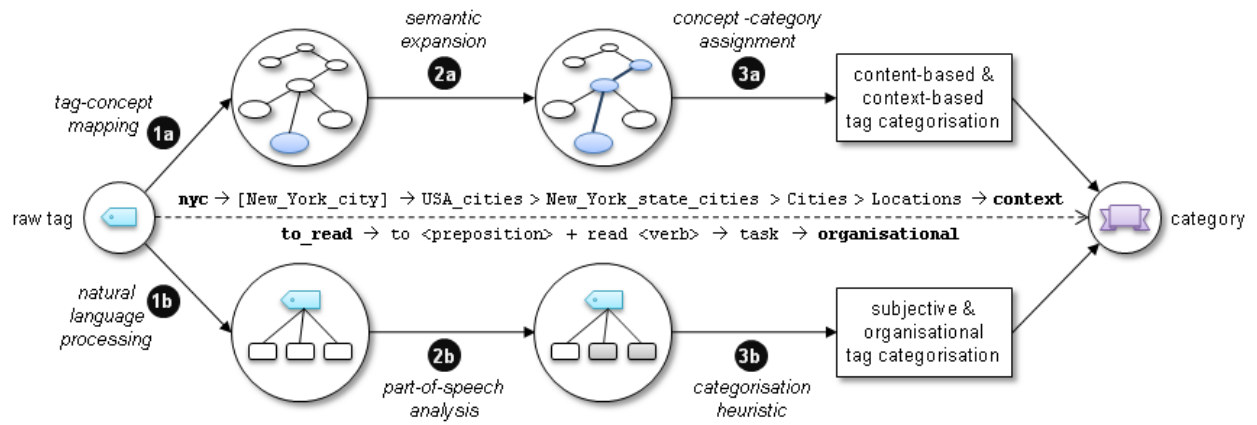 semantic
expansion
2a
concept -category
assignment
3a
tag-concept
mapping
1a
content-based &
context-based
tag categorisation
raw tag
nyc → [New_York_city] → USA_cities > New_York_state_cities > Cities > Locations → context
to_read → to <preposition> + read <verb> → task → organisational
category
natural
language
processing
1b
2b
part-of-speech
analysis
3b
categorisation
heuristic
subjective &
organisational
tag categorisation